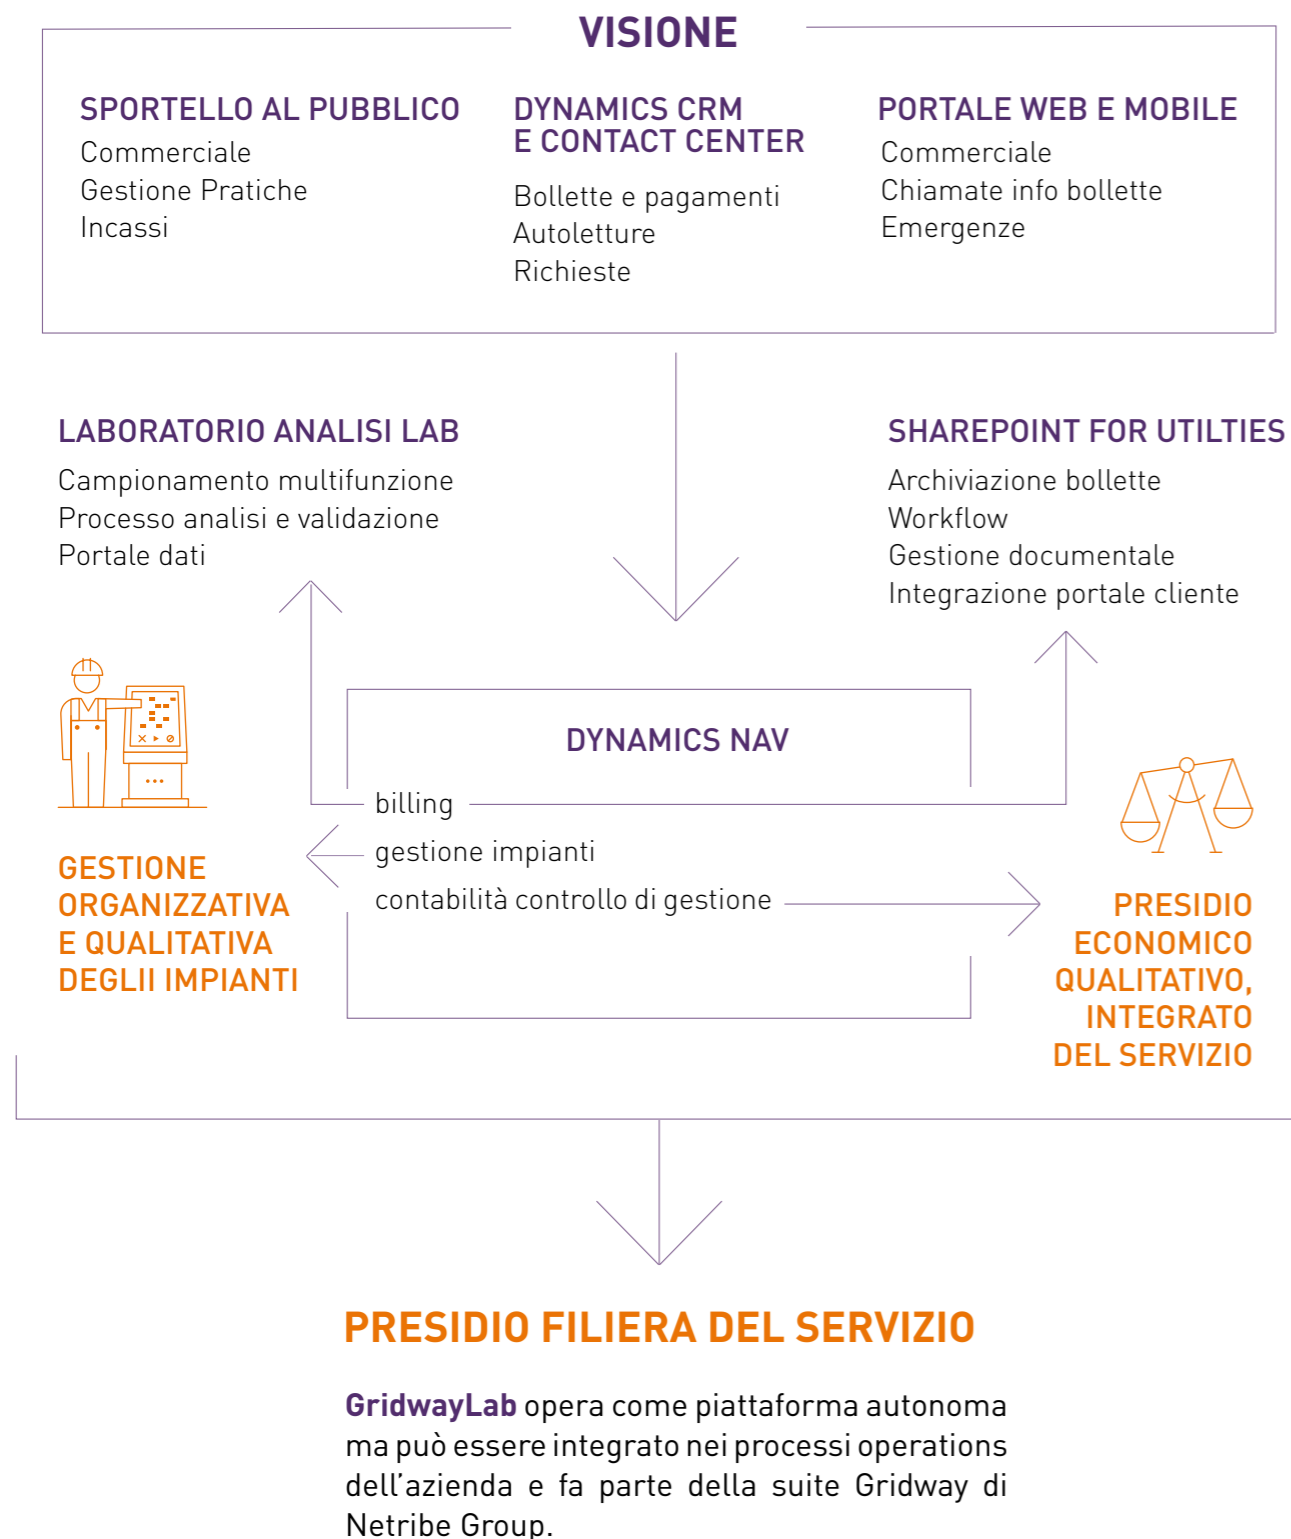 VISIONE
SPORTELLO AL PUBBLICO
Commerciale
Gestione Pratiche
Incassi
DYNAMICS CRM
E CONTACT CENTER
Bollette e pagamenti
Autoletture
Richieste
PORTALE WEB E MOBILE
Commerciale
Chiamate info bollette
Emergenze
LABORATORIO ANALISI LAB
Campionamento multifunzione
Processo analisi e validazione
Portale dati
SHAREPOINT FOR UTILTIES
Archiviazione bollette
Workflow
Gestione documentale
Integrazione portale cliente
DYNAMICS NAV
billing
gestione impianti
contabilità controllo di gestione
GESTIONE
ORGANIZZATIVA
E QUALITATIVA
DEGLII IMPIANTI
PRESIDIO
ECONOMICO
QUALITATIVO,
INTEGRATO
DEL SERVIZIO
PRESIDIO FILIERA DEL SERVIZIO
GridwayLab opera come piattaforma autonoma
ma può essere integrato nei processi operations
dell'azienda e fa parte della suite Gridway di
Netribe Group.